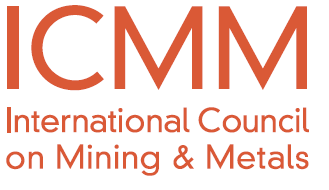 ICMM
International Council
on Mining & Metals